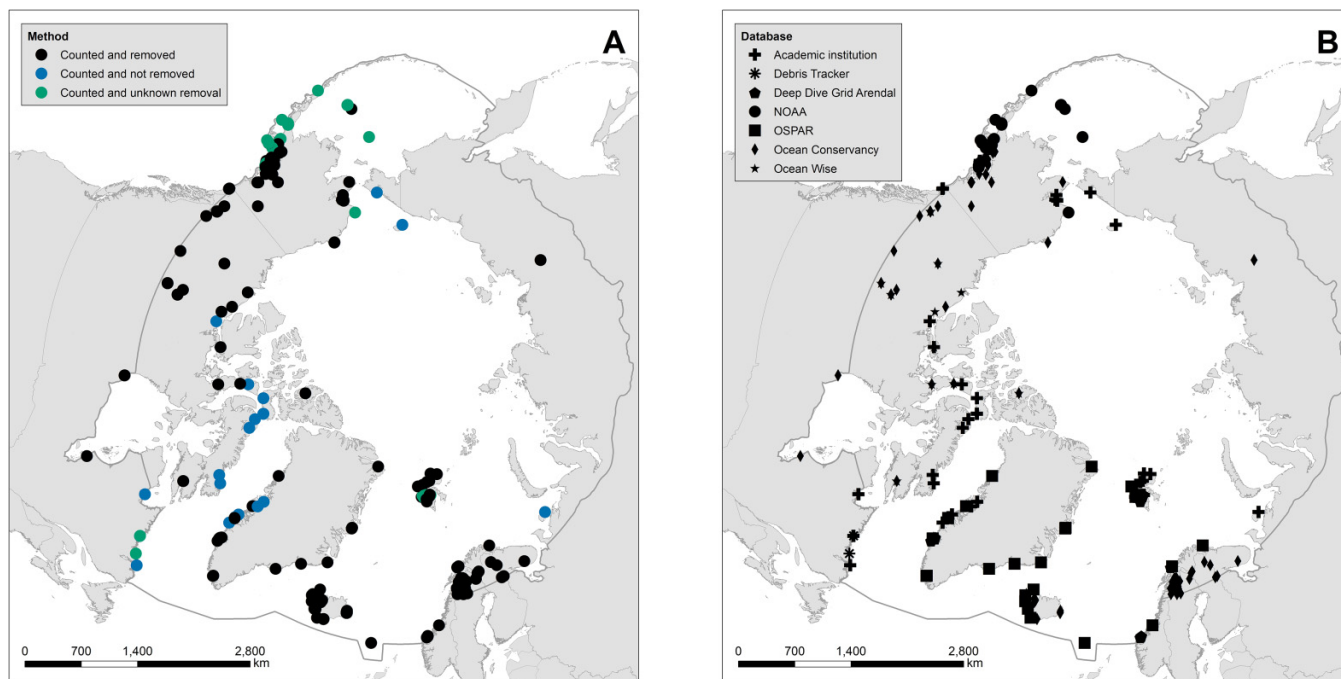 Method
Counted and removed
Counted and not removed
Counted and unknown removal
A
0 700 1,400 2,800
km
Database
Academic institution
Debris Tracker
Deep Dive Grid Arendal
NOAA
OSPAR
Ocean Conservancy
Ocean Wise
B
0 700 1,400 2,800
km